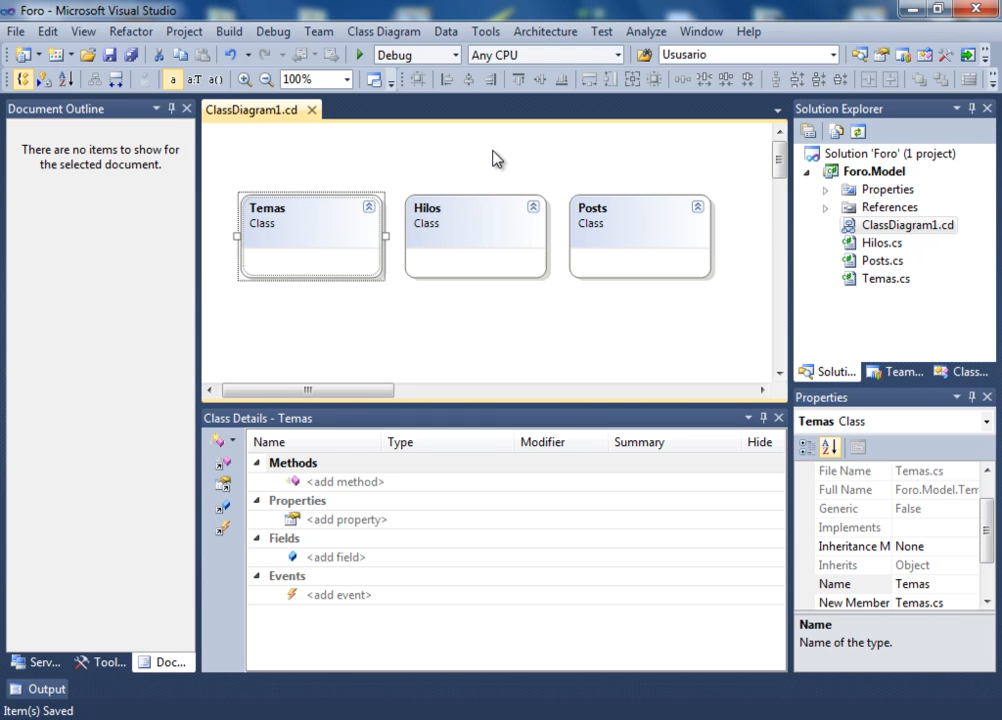 Foro - Microsoft Visual Studio
File Edit View Refactor Project Build Debug Team Class Diagram Data Tools Architecture Test Analyze Window Help
Debug Any CPU Ususario
a a:T a() 100%
Document Outline
There are no items to show for
the selected document.
ClassDiagram1.cd
Temas
Class
Hilos
Class
Posts
Class
Class Details - Temas
Name Type Modifier Summary Hide
Methods
<add method>
Properties
<add property>
Fields
<add field>
Events
<add event>
Solution Explorer
Solution 'Foro' (1 project)
Foro.Model
Properties
References
ClassDiagram1.cd
Hilos.cs
Posts.cs
Temas.cs
Soluti... Team... Class...
Properties
Temas Class
File Name Temas.cs
Full Name Foro.Model.Tem
Generic False
Implements
Inheritance M None
Inherits Object
Name Temas
New Member Temas.cs
Name
Name of the type.
Serv... Tool... Doc...
Output
Item(s) Saved